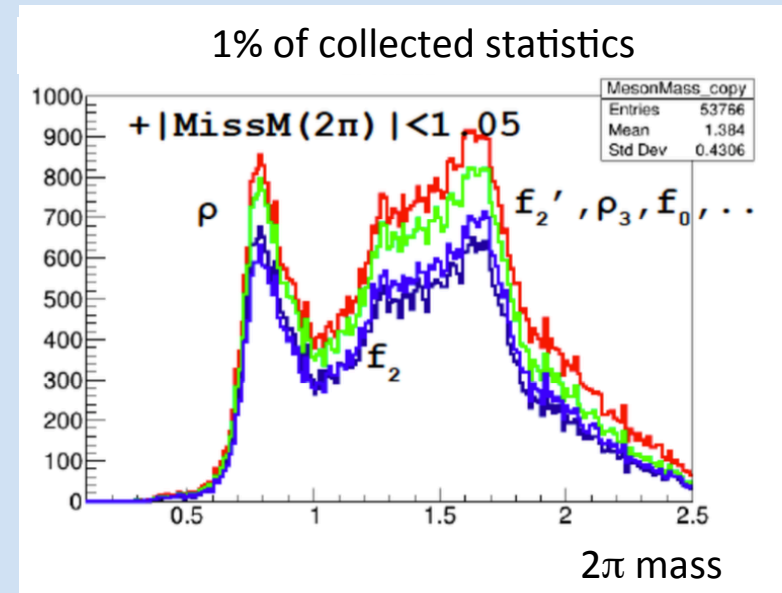 1% of collected statistics
MesonMass_copy
Entries 53766
Mean 1.384
Std Dev 0.4306
+|MissM(2π)|<1.05
ρ
f₂',ρ₃,f₀,..
f₂
1000
900
800
700
600
500
400
300
200
100
0
0.5 1 1.5 2 2.5
2π mass